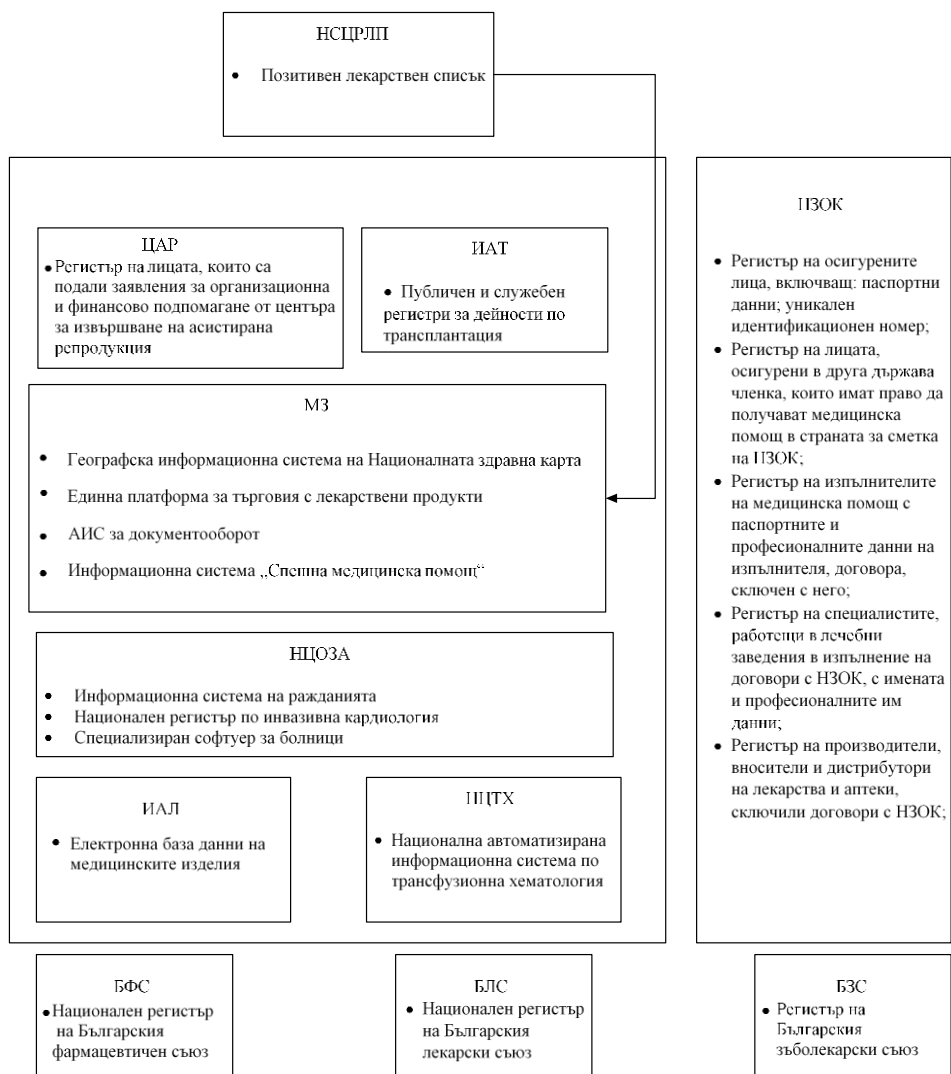 НСЦРЛП
• Позитивен лекарствен списък
ЦАР
• Регистър на лицата, които са
подали заявления за организационна
и финансово подпомагане от центъра
за извършване на асистирана
репродукция
ИАТ
• Публичен и служебен
регистри за дейности по
трансплантация
МЗ
• Географска информационна система на Националната здравна карта
• Единна платформа за търговия с лекарствени продукти
• АИС за документооборот
• Информационна система „Спешна медицинска помощ“
НЦОЗА
• Информационна система на ражданията
• Национален регистър по инвазивна кардиология
• Специализиран софтуер за болници
ИАЛ
• Електронна база данни на
медицинските изделия
НЦТХ
• Национална автоматизирана
информационна система по
трансфузионна хематология
НЗОК
• Регистър на осигурените
лица, включващ: паспортни
данни; уникален
идентификационен номер;
• Регистър на лицата,
осигурени в друга държава
членка, които имат право да
получават медицинска
помощ в страната за сметка
на НЗОК;
• Регистър на изпълнителите
на медицинска помощ с
паспортните и
професионалните данни на
изпълнителя, договора,
сключен с него;
• Регистър на специалистите,
работещи в лечебни
заведения в изпълнение на
договори с НЗОК, с имената
и професионалните им
данни;
• Регистър на производители,
вносители и дистрибутори
на лекарства и аптеки,
сключили договори с НЗОК;
БФС
• Национален регистър
на Българския
фармацевтичен съюз
БЛС
• Национален регистър
на Българския
лекарски съюз
БЗС
• Регистър на
Българския
зъболекарски съюз